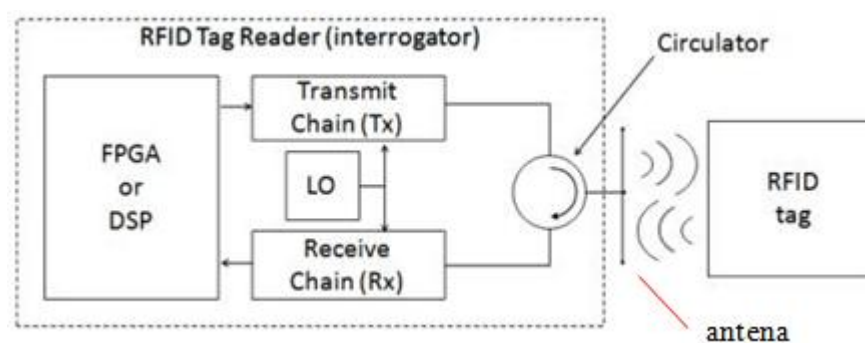 RFID Tag Reader (interrogator)
Circulator
Transmit
Chain (Tx)
FPGA
or
DSP
LO
RFID
tag
Receive
Chain (Rx)
antena